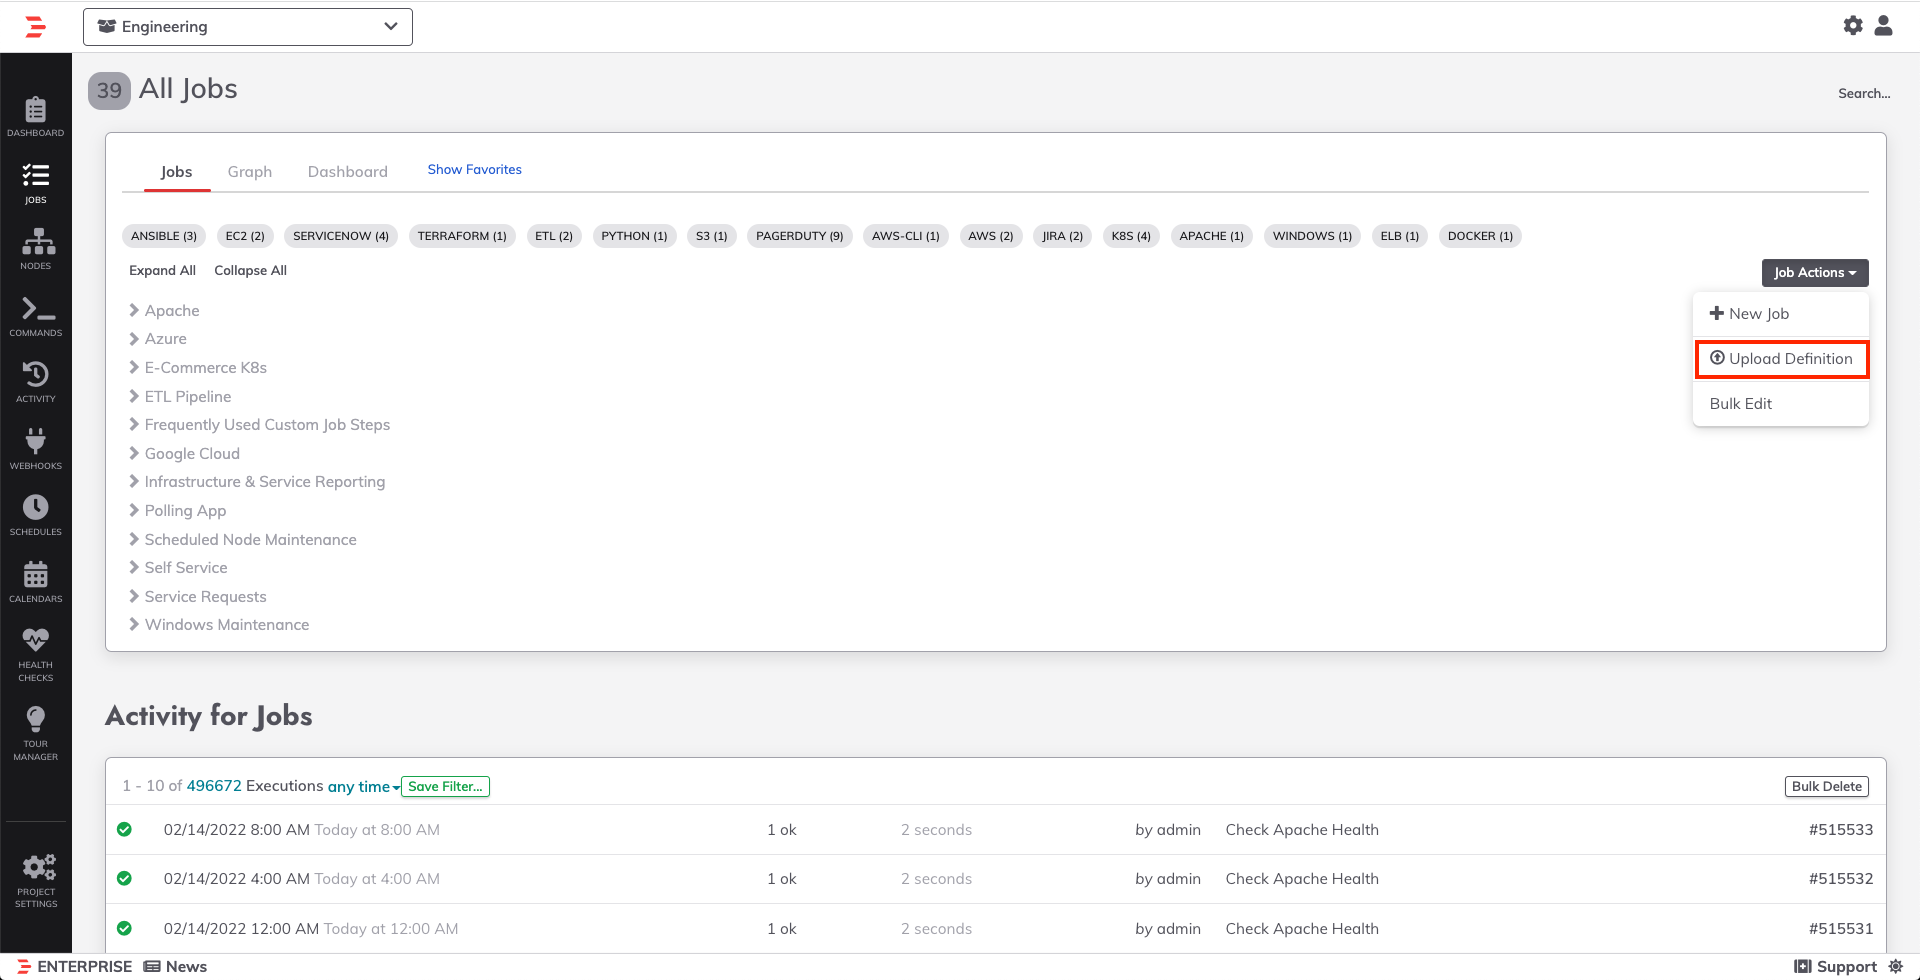 Engineering
39 All Jobs
Search...
DASHBOARD
JOBS
NODES
COMMANDS
ACTIVITY
WEBHOOKS
SCHEDULES
CALENDARS
HEALTH
CHECKS
TOUR
MANAGER
PROJECT
SETTINGS
Jobs Graph Dashboard Show Favorites
ANSIBLE (3) EC2 (2) SERVICENOW (4) TERRAFORM (1) ETL (2) PYTHON (1) S3 (1) PAGERDUTY (9) AWS-CLI (1) AWS (2) JIRA (2) K8S (4) APACHE (1) WINDOWS (1) ELB (1) DOCKER (1)
Expand All Collapse All
Job Actions
New Job
Upload Definition
Bulk Edit
Apache
Azure
E-Commerce K8s
ETL Pipeline
Frequently Used Custom Job Steps
Google Cloud
Infrastructure & Service Reporting
Polling App
Scheduled Node Maintenance
Self Service
Service Requests
Windows Maintenance
Activity for Jobs
1 - 10 of 496672 Executions any time Save Filter... Bulk Delete
02/14/2022 8:00 AM Today at 8:00 AM 1 ok 2 seconds by admin Check Apache Health #515533
02/14/2022 4:00 AM Today at 4:00 AM 1 ok 2 seconds by admin Check Apache Health #515532
02/14/2022 12:00 AM Today at 12:00 AM 1 ok 2 seconds by admin Check Apache Health #515531
ENTERPRISE News Support